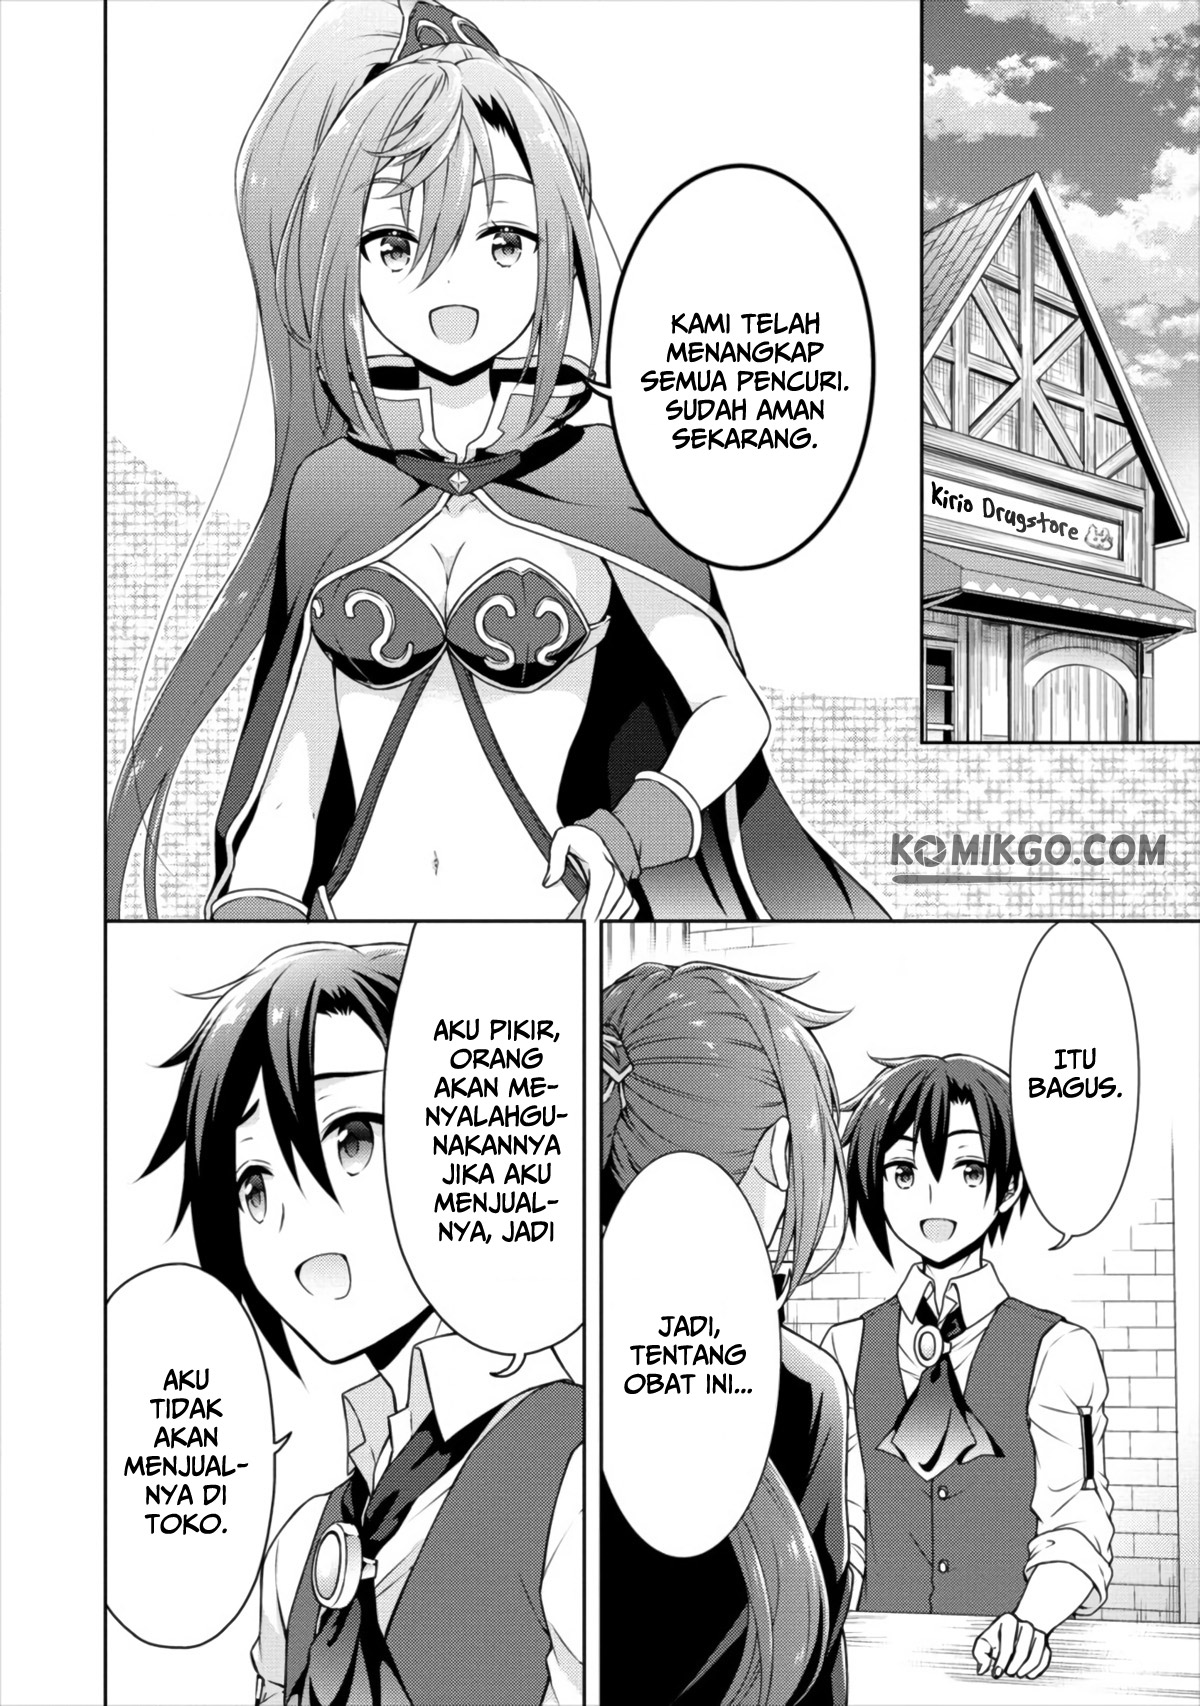 Kirio Drugstore
KAMI TELAH
MENANGKAP
SEMUA PENCURI.
SUDAH AMAN
SEKARANG.
KOMIKGO.COM
ITU
BAGUS.
JADI,
TENTANG
OBAT INI...
AKU PIKIR,
ORANG
AKAN ME-
NYALAHGU-
NAKANNYA
JIKA AKU
MENJUAL-
NYA, JADI
AKU
TIDAK
AKAN
MENJUAL-
NYA DI
TOKO.